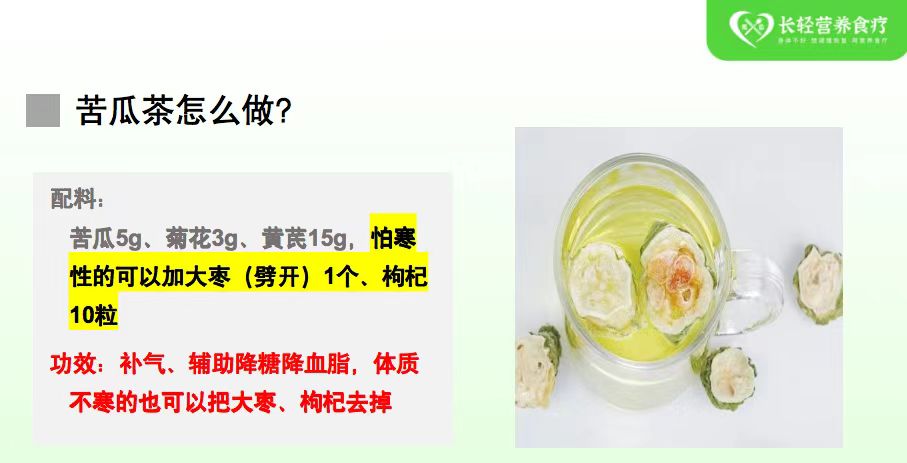 长轻营养食疗
苦瓜茶怎么做?
配料：
苦瓜5g、菊花3g、黄芪15g，怕寒
性的可以加大枣（劈开）1个、枸杞
10粒
功效：补气、辅助降糖降血脂，体质
不寒的也可以把大枣、枸杞去掉